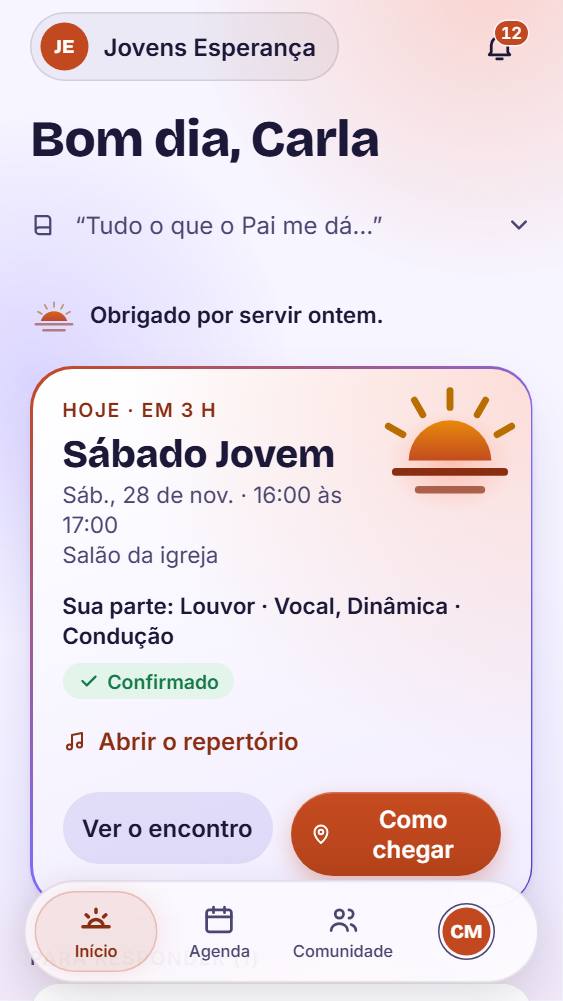 JE Jovens Esperança
12
Bom dia, Carla
“Tudo o que o Pai me dá...”
Obrigado por servir ontem.
HOJE · EM 3 H
Sábado Jovem
Sáb., 28 de nov. · 16:00 às
17:00
Salão da igreja
Sua parte: Louvor · Vocal, Dinâmica ·
Condução
Confirmado
Abrir o repertório
Ver o encontro
Como
chegar
Início
Agenda
Comunidade
CM